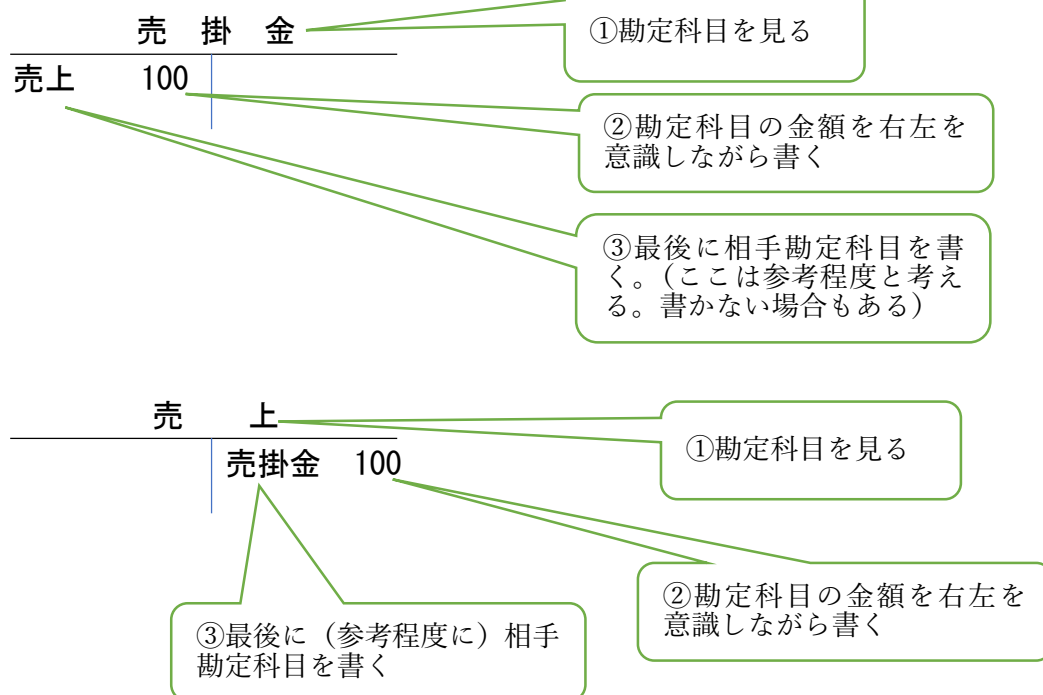 売 掛 金
①勘定科目を見る
売上 100
②勘定科目の金額を右左を
意識しながら書く
③最後に相手勘定科目を書
く。（ここは参考程度と考え
る。書かない場合もある）
売 上
①勘定科目を見る
売掛金 100
②勘定科目の金額を右左を
意識しながら書く
③最後に（参考程度に）相手
勘定科目を書く